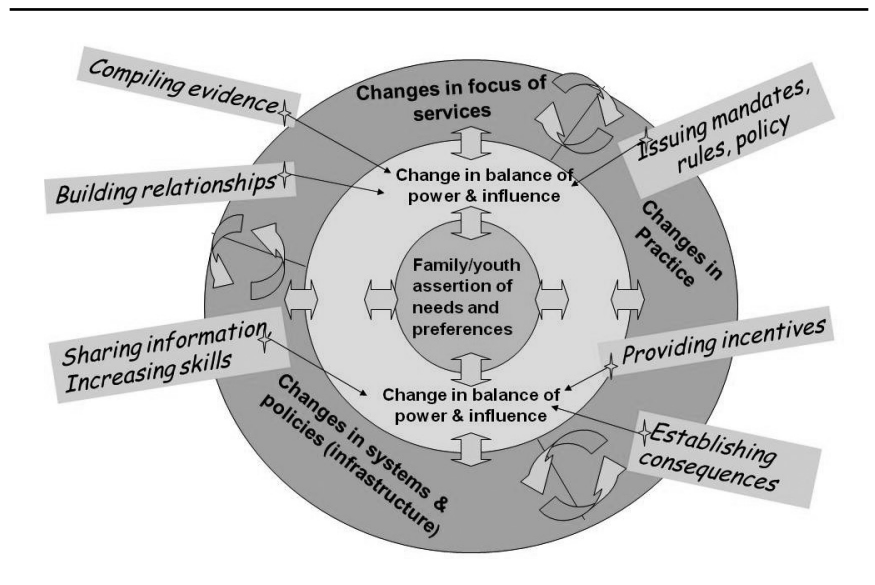 Compiling evidence
Changes in focus of
services
Issuing mandates,
rules, policy
Building relationships
Change in balance of
power & influence
Changes in
Practice
Family/youth
assertion of
needs and
preferences
Sharing information,
Increasing skills
Providing incentives
Change in balance of
power & influence
Changes in systems &
policies (infrastructure)
Establishing
consequences